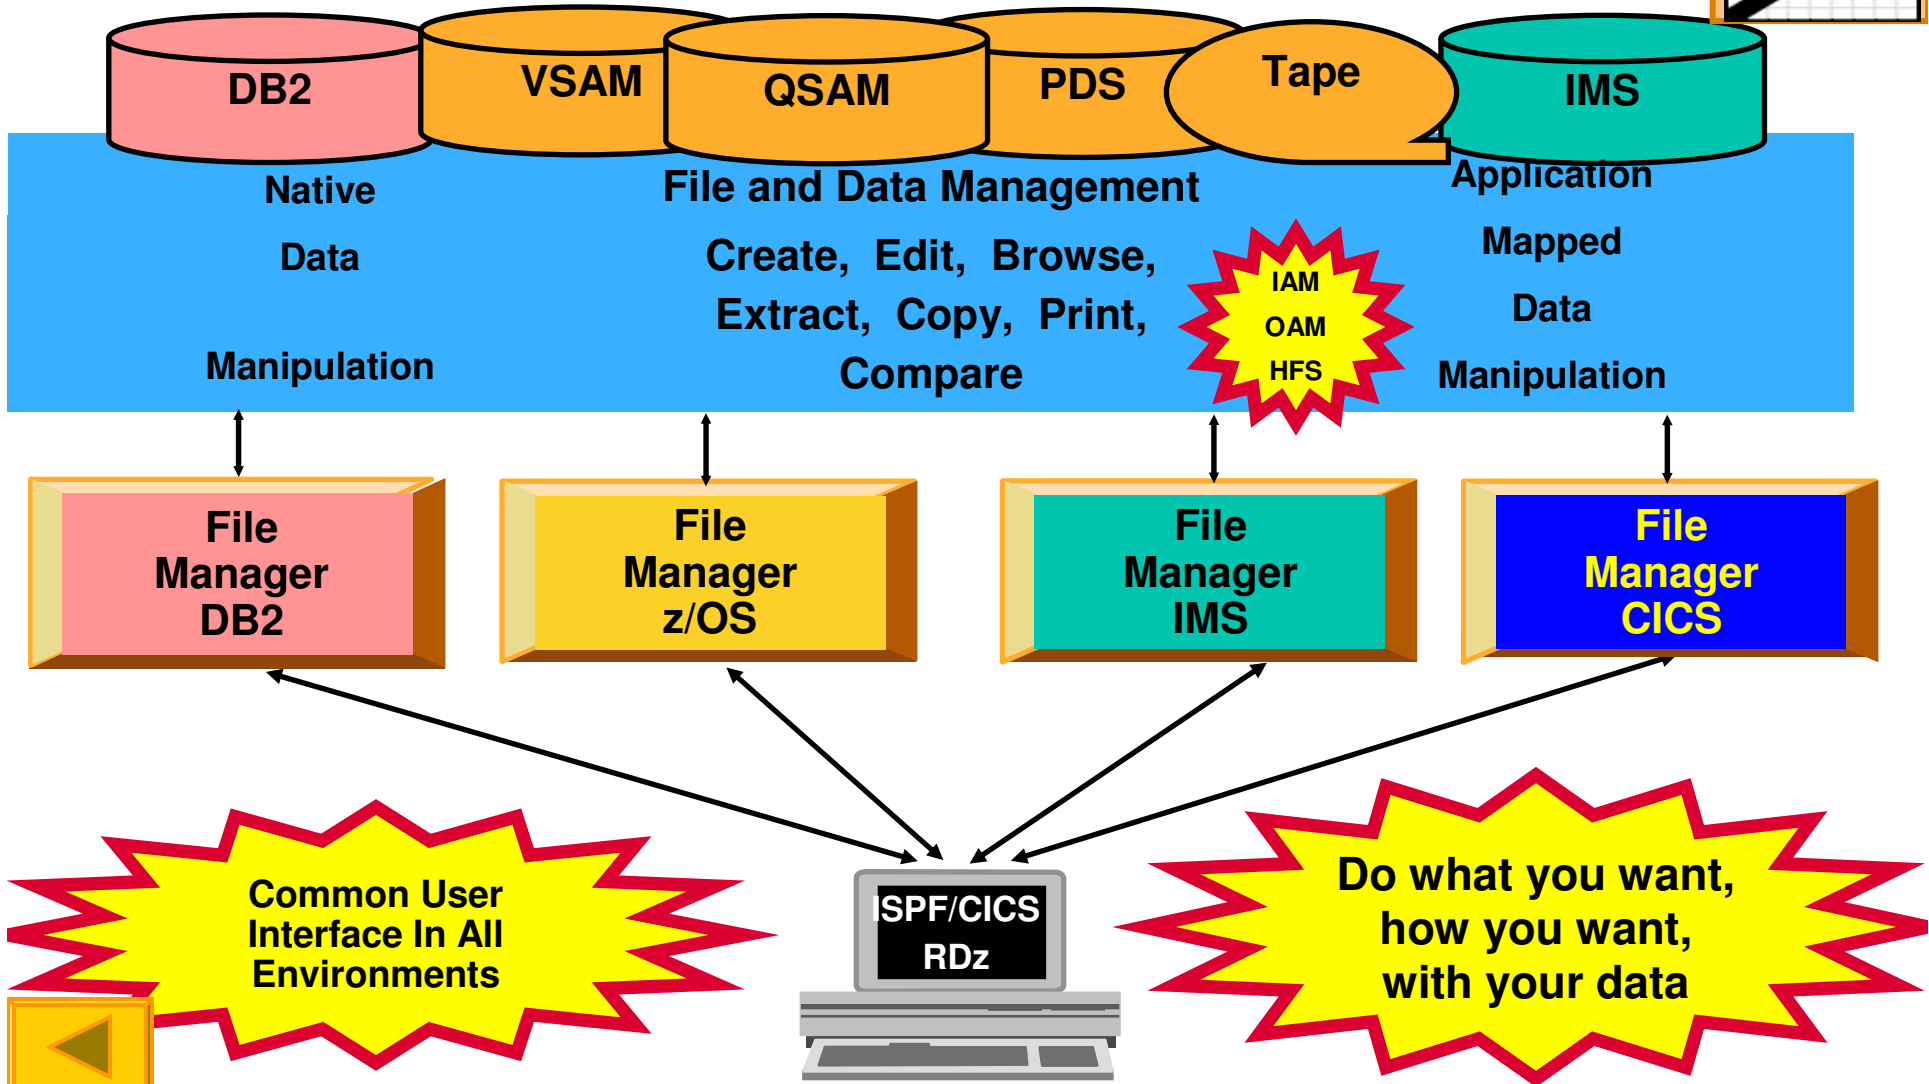 DB2
VSAM
QSAM
PDS
Tape
IMS
Native
Data
Manipulation
File and Data Management
Create, Edit, Browse,
Extract, Copy, Print,
Compare
IAM
OAM
HFS
Application
Mapped
Data
Manipulation
File
Manager
DB2
File
Manager
z/OS
File
Manager
IMS
File
Manager
CICS
Common User
Interface In All
Environments
ISPF/CICS
RDz
Do what you want,
how you want,
with your data